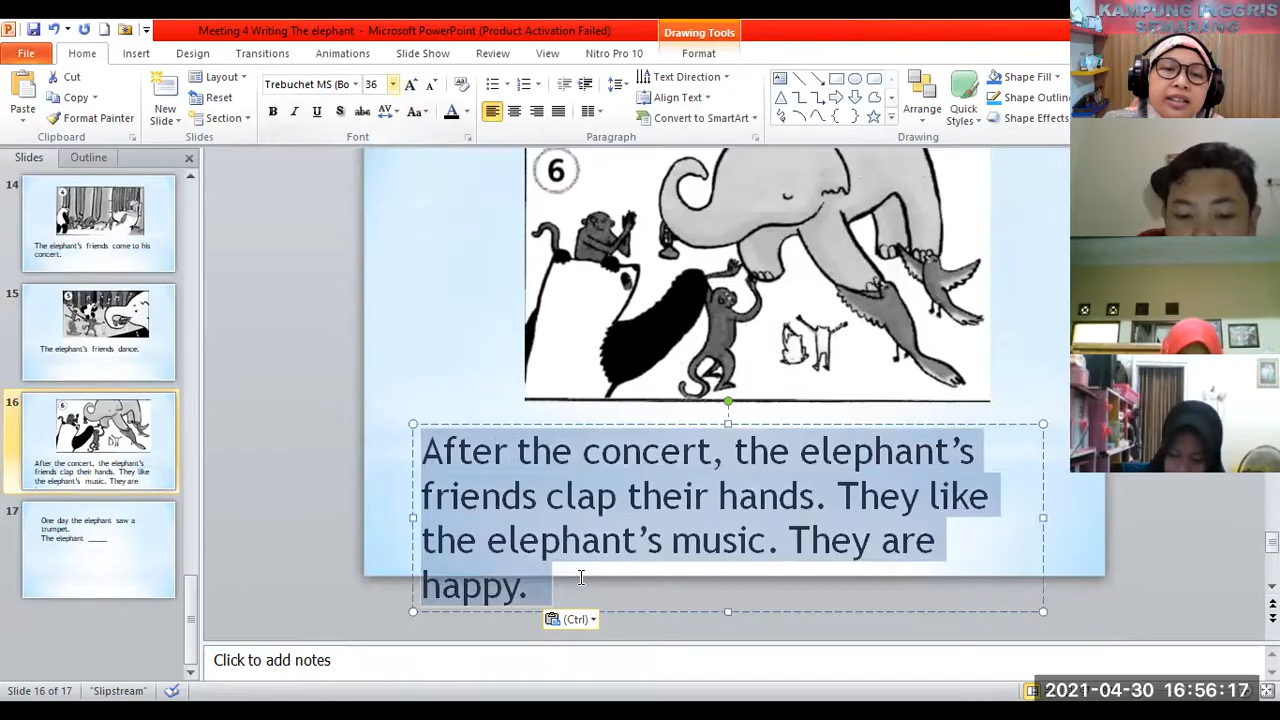 Meeting 4 Writing The elephant - Microsoft PowerPoint (Product Activation Failed)
Drawing Tools
KAMPUNG INGGRIS
SEMARANG
File
Home
Insert
Design
Transitions
Animations
Slide Show
Review
View
Nitro Pro 10
Format
Paste
Cut
Copy
Format Painter
Clipboard
New
Slide
Layout
Reset
Section
Slides
Trebuchet MS (Bo
36
Font
Text Direction
Align Text
Convert to SmartArt
Paragraph
Arrange
Quick
Styles
Shape Fill
Shape Outlin
Shape Effects
Drawing
Slides
Outline
14
4
The elephant's friends come to his
concert.
15
5
The elephant's friends dance.
16
6
After the concert, the elephant's
friends clap their hands. They like
the elephant's music. They are
17
One day the elephant saw a
trumpet.
The elephant ____
6
After the concert, the elephant’s
friends clap their hands. They like
the elephant’s music. They are
happy.
(Ctrl)
Click to add notes
Slide 16 of 17
"Slipstream"
2021-04-30 16:56:17